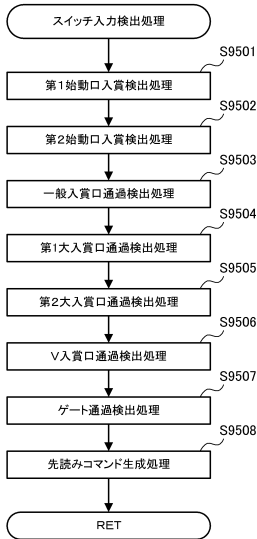 スイッチ入力検出処理
S9501
第1始動口入賞検出処理
S9502
第2始動口入賞検出処理
S9503
一般入賞口通過検出処理
S9504
第1大入賞口通過検出処理
S9505
第2大入賞口通過検出処理
S9506
V入賞口通過検出処理
S9507
ゲート通過検出処理
S9508
先読みコマンド生成処理
RET